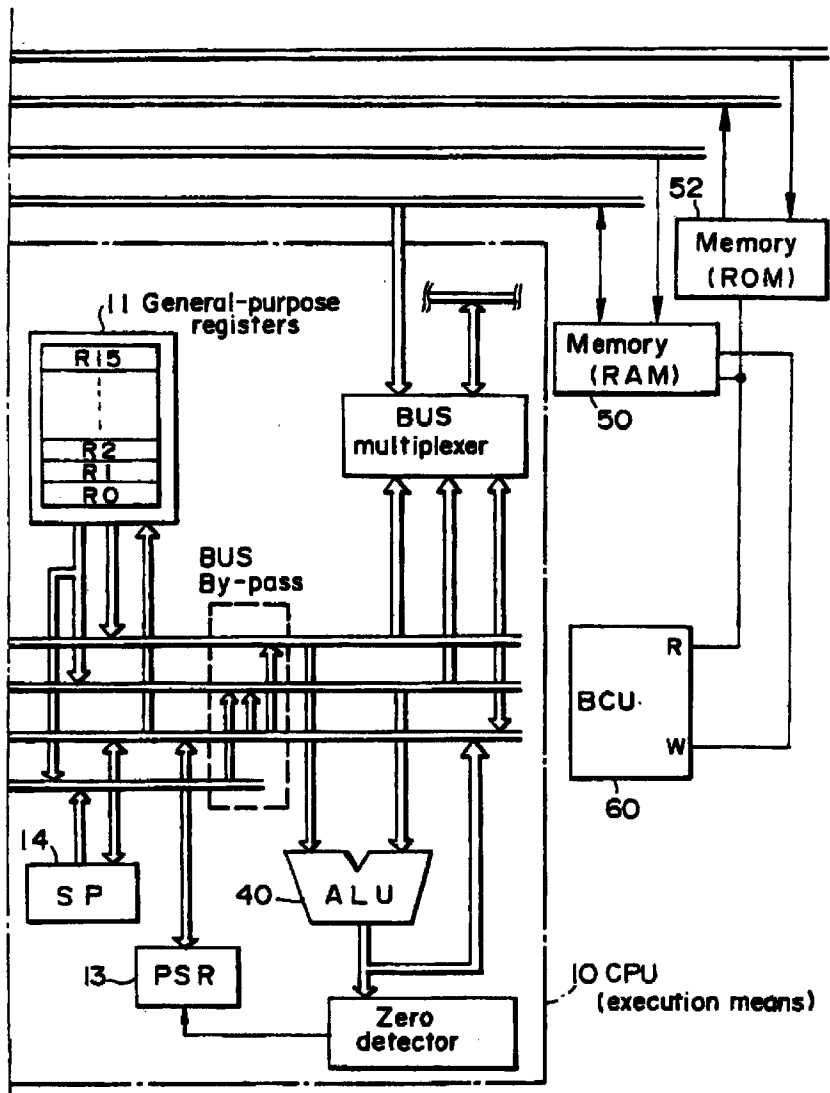 52
Memory
(ROM)
11 General-purpose
registers
R15
R2
R1
R0
Memory
(RAM)
50
BUS
multiplexer
BUS
By-pass
R
BCU
W
60
14
SP
40
ALU
13
PSR
10 CPU
(execution means)
Zero
detector